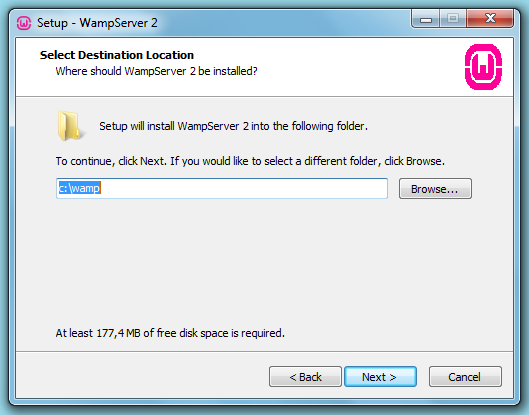 Setup - WampServer 2
Select Destination Location
Where should WampServer 2 be installed?
Setup will install WampServer 2 into the following folder.
To continue, click Next. If you would like to select a different folder, click Browse.
c:\wamp
Browse...
At least 177,4 MB of free disk space is required.
< Back
Next >
Cancel